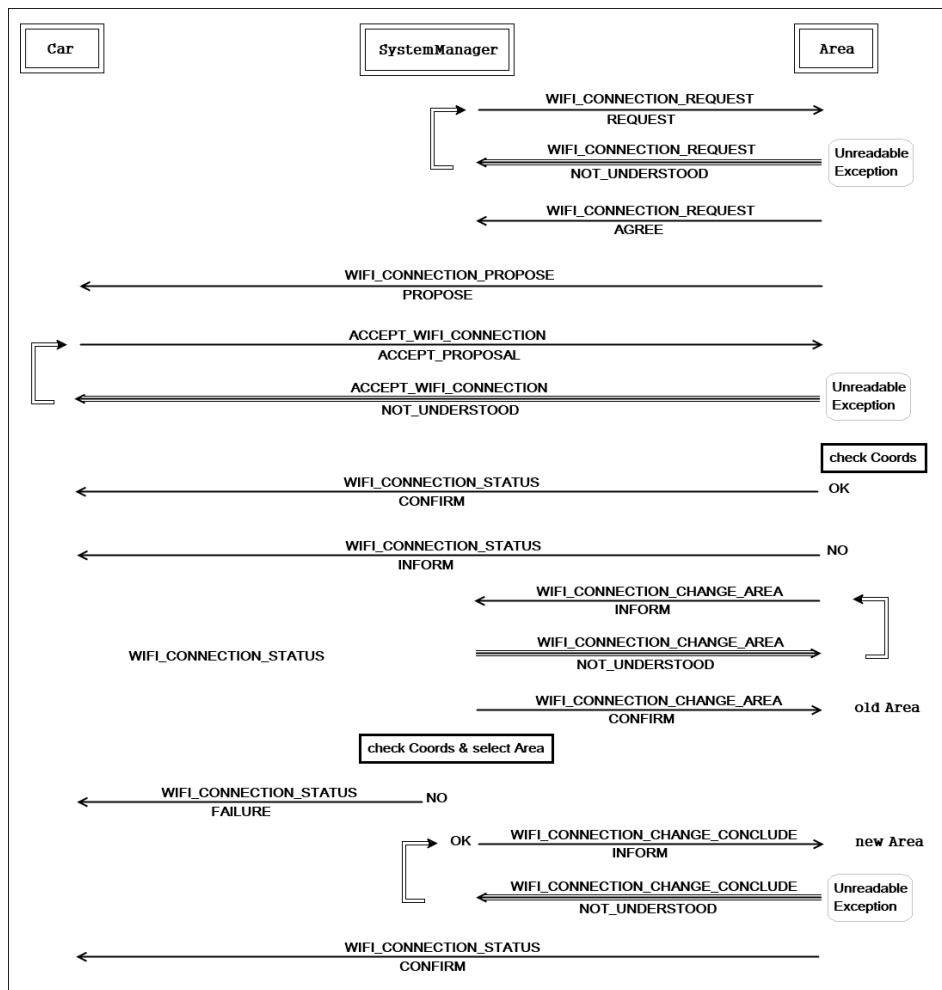 Car
SystemManager
Area
WIFI_CONNECTION_REQUEST
REQUEST
WIFI_CONNECTION_REQUEST
NOT_UNDERSTOOD
Unreadable
Exception
WIFI_CONNECTION_REQUEST
AGREE
WIFI_CONNECTION_PROPOSE
PROPOSE
ACCEPT_WIFI_CONNECTION
ACCEPT_PROPOSAL
ACCEPT_WIFI_CONNECTION
NOT_UNDERSTOOD
Unreadable
Exception
check Coords
WIFI_CONNECTION_STATUS
CONFIRM
OK
WIFI_CONNECTION_STATUS
INFORM
NO
WIFI_CONNECTION_CHANGE_AREA
INFORM
WIFI_CONNECTION_STATUS
WIFI_CONNECTION_CHANGE_AREA
NOT_UNDERSTOOD
WIFI_CONNECTION_CHANGE_AREA
CONFIRM
old Area
check Coords & select Area
WIFI_CONNECTION_STATUS
FAILURE
NO
OK
WIFI_CONNECTION_CHANGE_CONCLUDE
INFORM
new Area
WIFI_CONNECTION_CHANGE_CONCLUDE
NOT_UNDERSTOOD
Unreadable
Exception
WIFI_CONNECTION_STATUS
CONFIRM